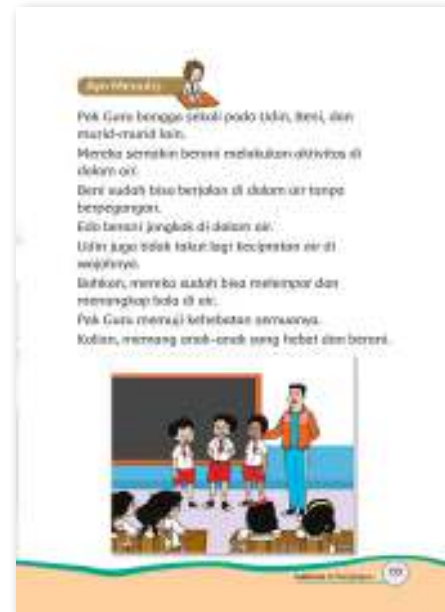 Ayo Menulis
Pak Guru bangga sekali pada Udin, Beni, dan
murid-murid lain.
Mereka semakin berani melakukan aktivitas di
dalam air.
Beni sudah bisa berjalan di dalam air tanpa
berpegangan.
Edo berani jongkok di dalam air.
Udin juga tidak takut lagi kecipratan air di
wajahnya.
Bahkan, mereka sudah bisa melempar dan
menangkap bola di air.
Pak Guru memuji kehebatan semuanya.
Kalian, memang anak-anak yang hebat dan berani.